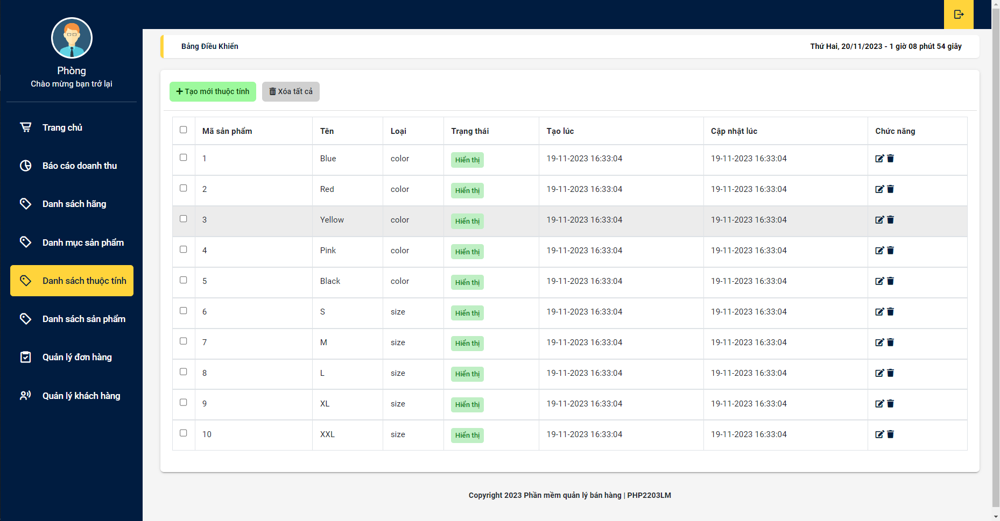 Phòng
Chào mừng bạn trở lại
Trang chủ
Báo cáo doanh thu
Danh sách hãng
Danh mục sản phẩm
Danh sách thuộc tính
Danh sách sản phẩm
Quản lý đơn hàng
Quản lý khách hàng
Bảng Điều Khiển
Thứ Hai, 20/11/2023 - 1 giờ 08 phút 54 giây
Tạo mới thuộc tính Xóa tất cả
Mã sản phẩm Tên Loại Trạng thái Tạo lúc Cập nhật lúc Chức năng
1 Blue color Hiển thị 19-11-2023 16:33:04 19-11-2023 16:33:04
2 Red color Hiển thị 19-11-2023 16:33:04 19-11-2023 16:33:04
3 Yellow color Hiển thị 19-11-2023 16:33:04 19-11-2023 16:33:04
4 Pink color Hiển thị 19-11-2023 16:33:04 19-11-2023 16:33:04
5 Black color Hiển thị 19-11-2023 16:33:04 19-11-2023 16:33:04
6 S size Hiển thị 19-11-2023 16:33:04 19-11-2023 16:33:04
7 M size Hiển thị 19-11-2023 16:33:04 19-11-2023 16:33:04
8 L size Hiển thị 19-11-2023 16:33:04 19-11-2023 16:33:04
9 XL size Hiển thị 19-11-2023 16:33:04 19-11-2023 16:33:04
10 XXL size Hiển thị 19-11-2023 16:33:04 19-11-2023 16:33:04
Copyright 2023 Phần mềm quản lý bán hàng | PHP2203LM